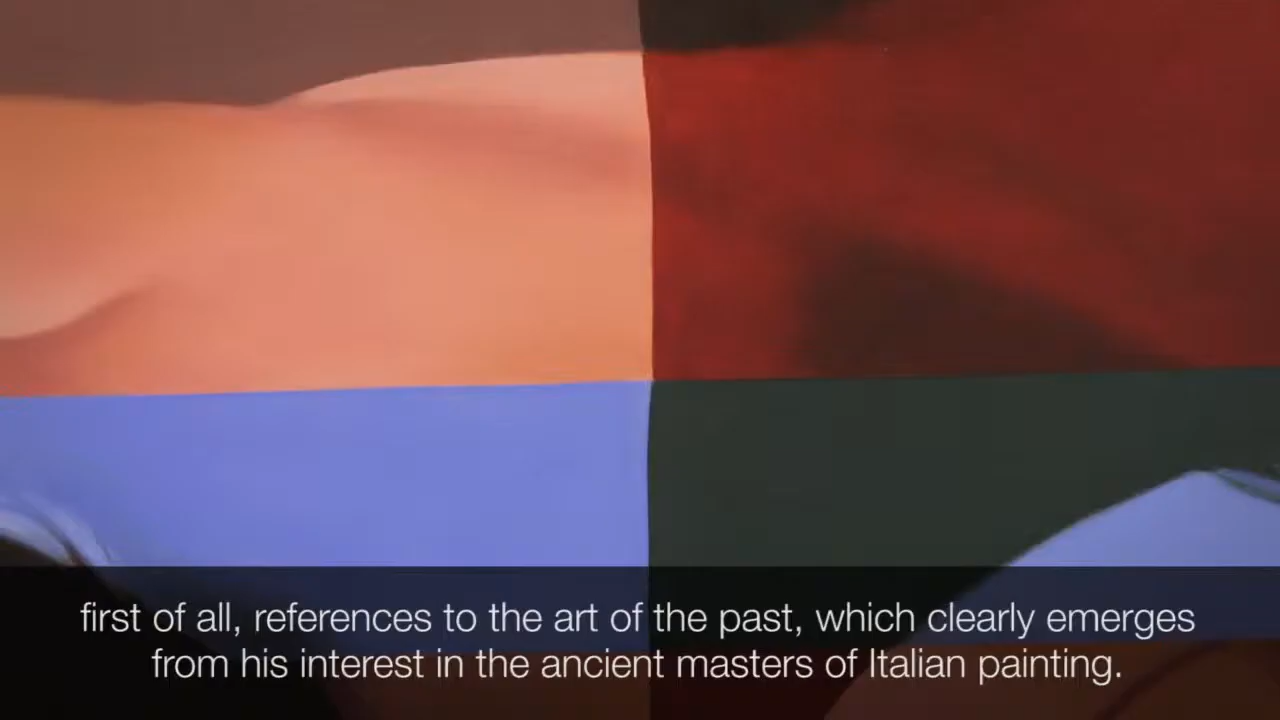 first of all, references to the art of the past, which clearly emerges
from his interest in the ancient masters of Italian painting.